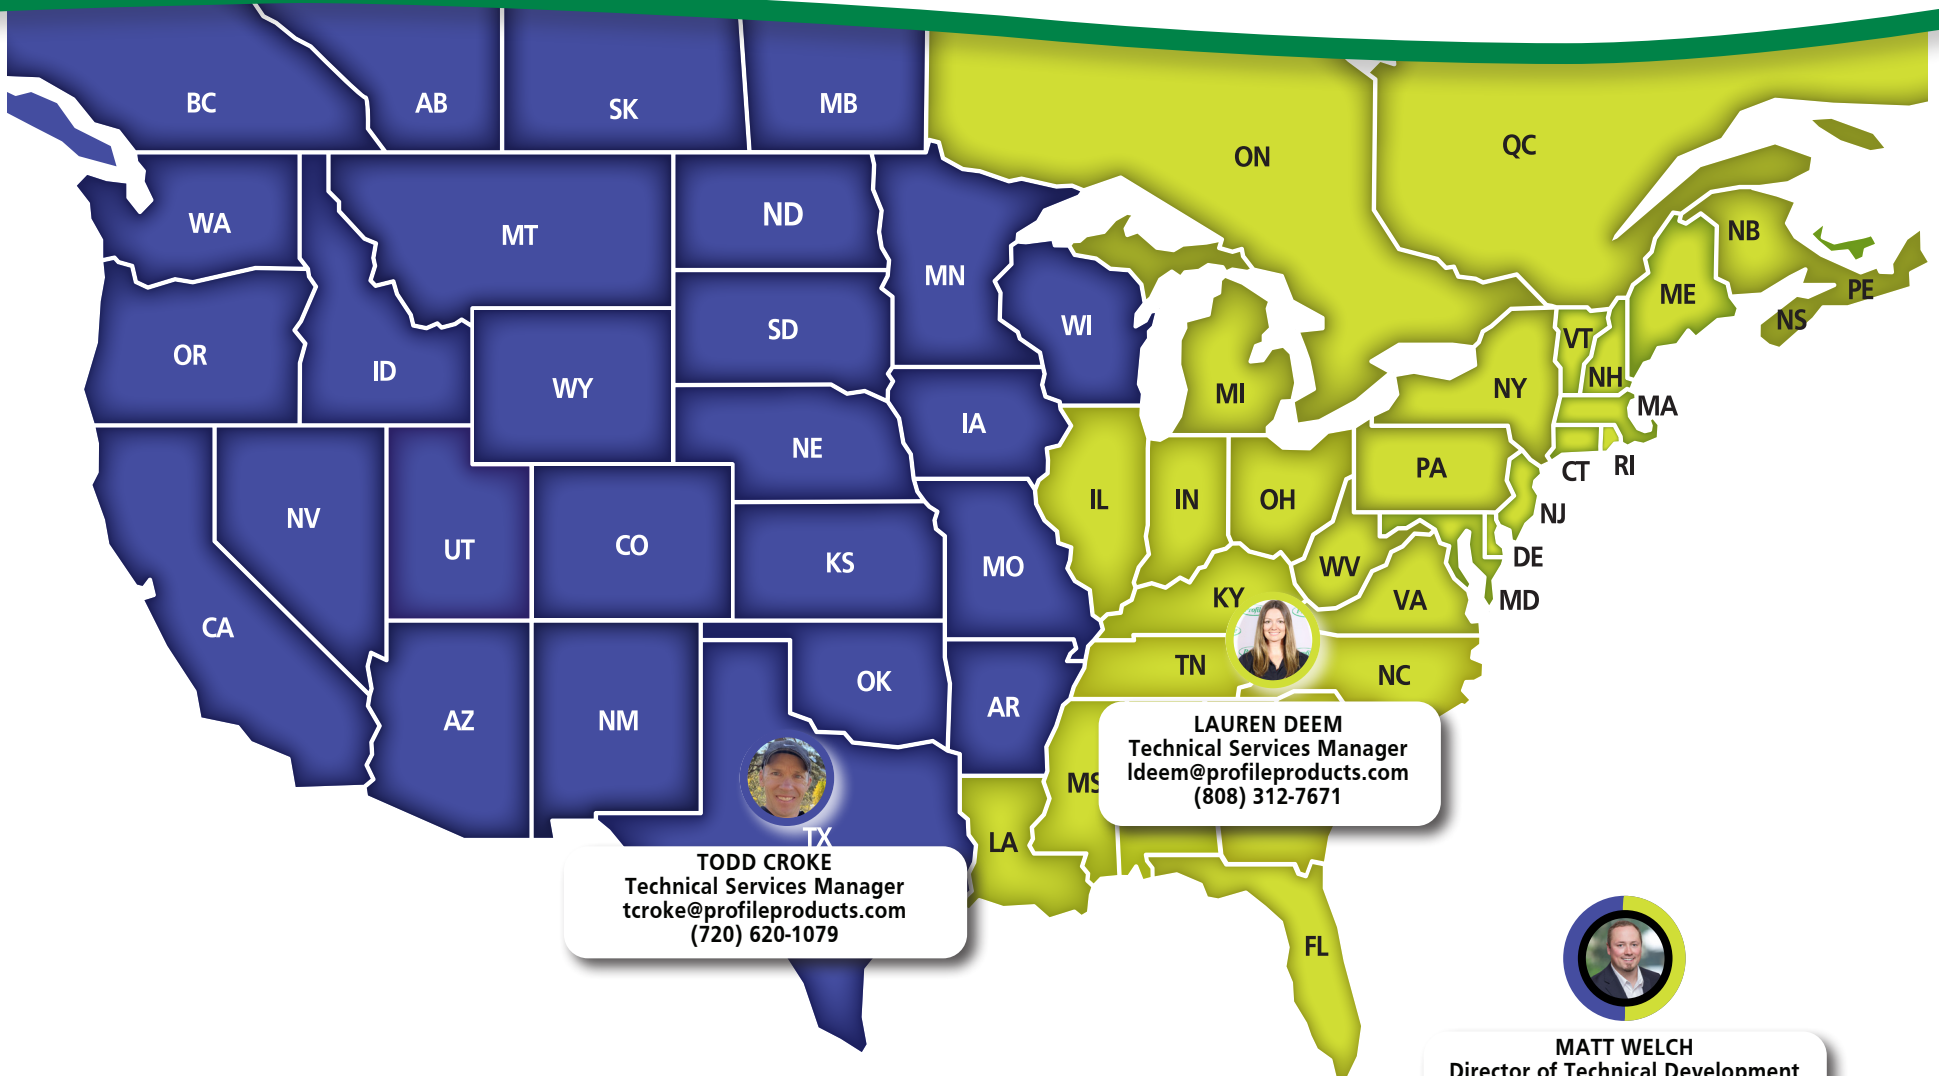 BC
AB
SK
MB
ON
QC
WA
MT
ND
MN
NB
ME
PE
NS
OR
ID
WY
SD
WI
MI
NY
VT
NH
MA
NV
UT
CO
NE
IA
IL
IN
OH
PA
CT
RI
NJ
CA
KS
MO
KY
WV
VA
DE
MD
AZ
NM
OK
AR
TN
NC
TX
LA
MS
FL
LAUREN DEEM
Technical Services Manager
ldeem@profileproducts.com
(808) 312-7671
TODD CROKE
Technical Services Manager
tcroke@profileproducts.com
(720) 620-1079
MATT WELCH
Director of Technical Development